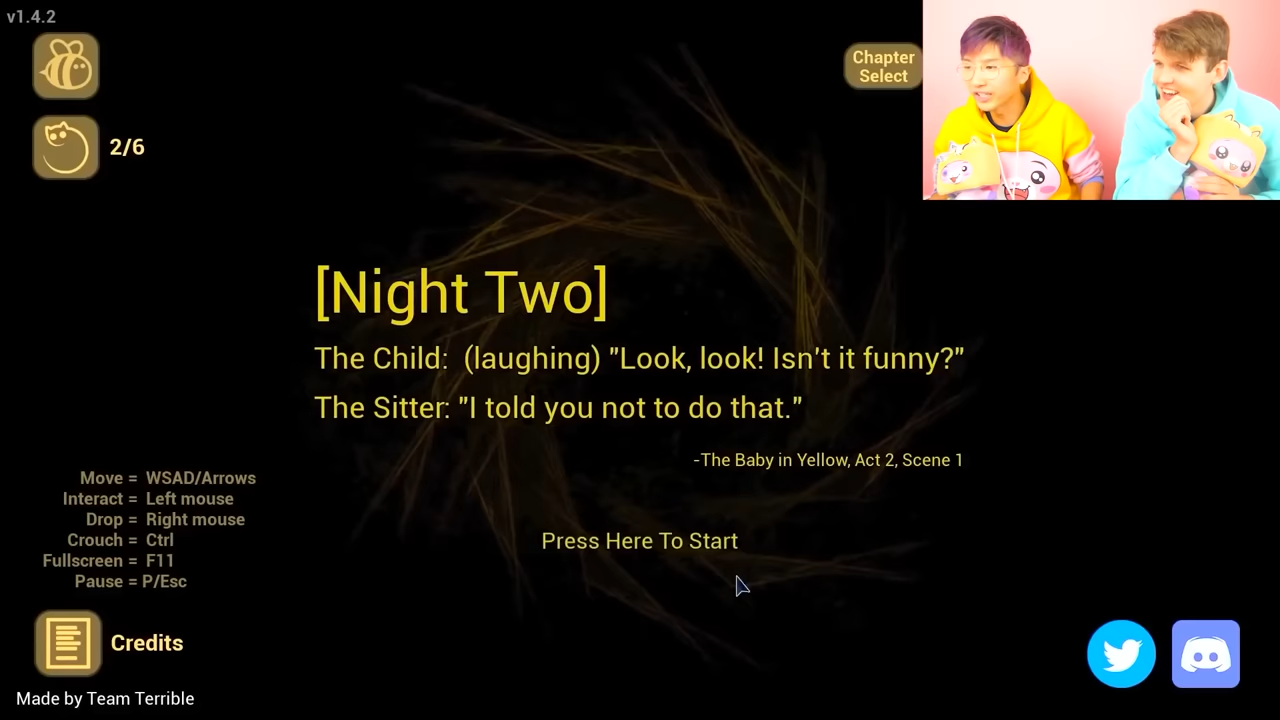 v1.4.2
Chapter
Select
2/6
[Night Two]
The Child:  (laughing) "Look, look! Isn't it funny?"
The Sitter: "I told you not to do that."
-The Baby in Yellow, Act 2, Scene 1
Move = WSAD/Arrows
Interact = Left mouse
Drop = Right mouse
Crouch = Ctrl
Fullscreen = F11
Pause = P/Esc
Press Here To Start
Credits
Made by Team Terrible